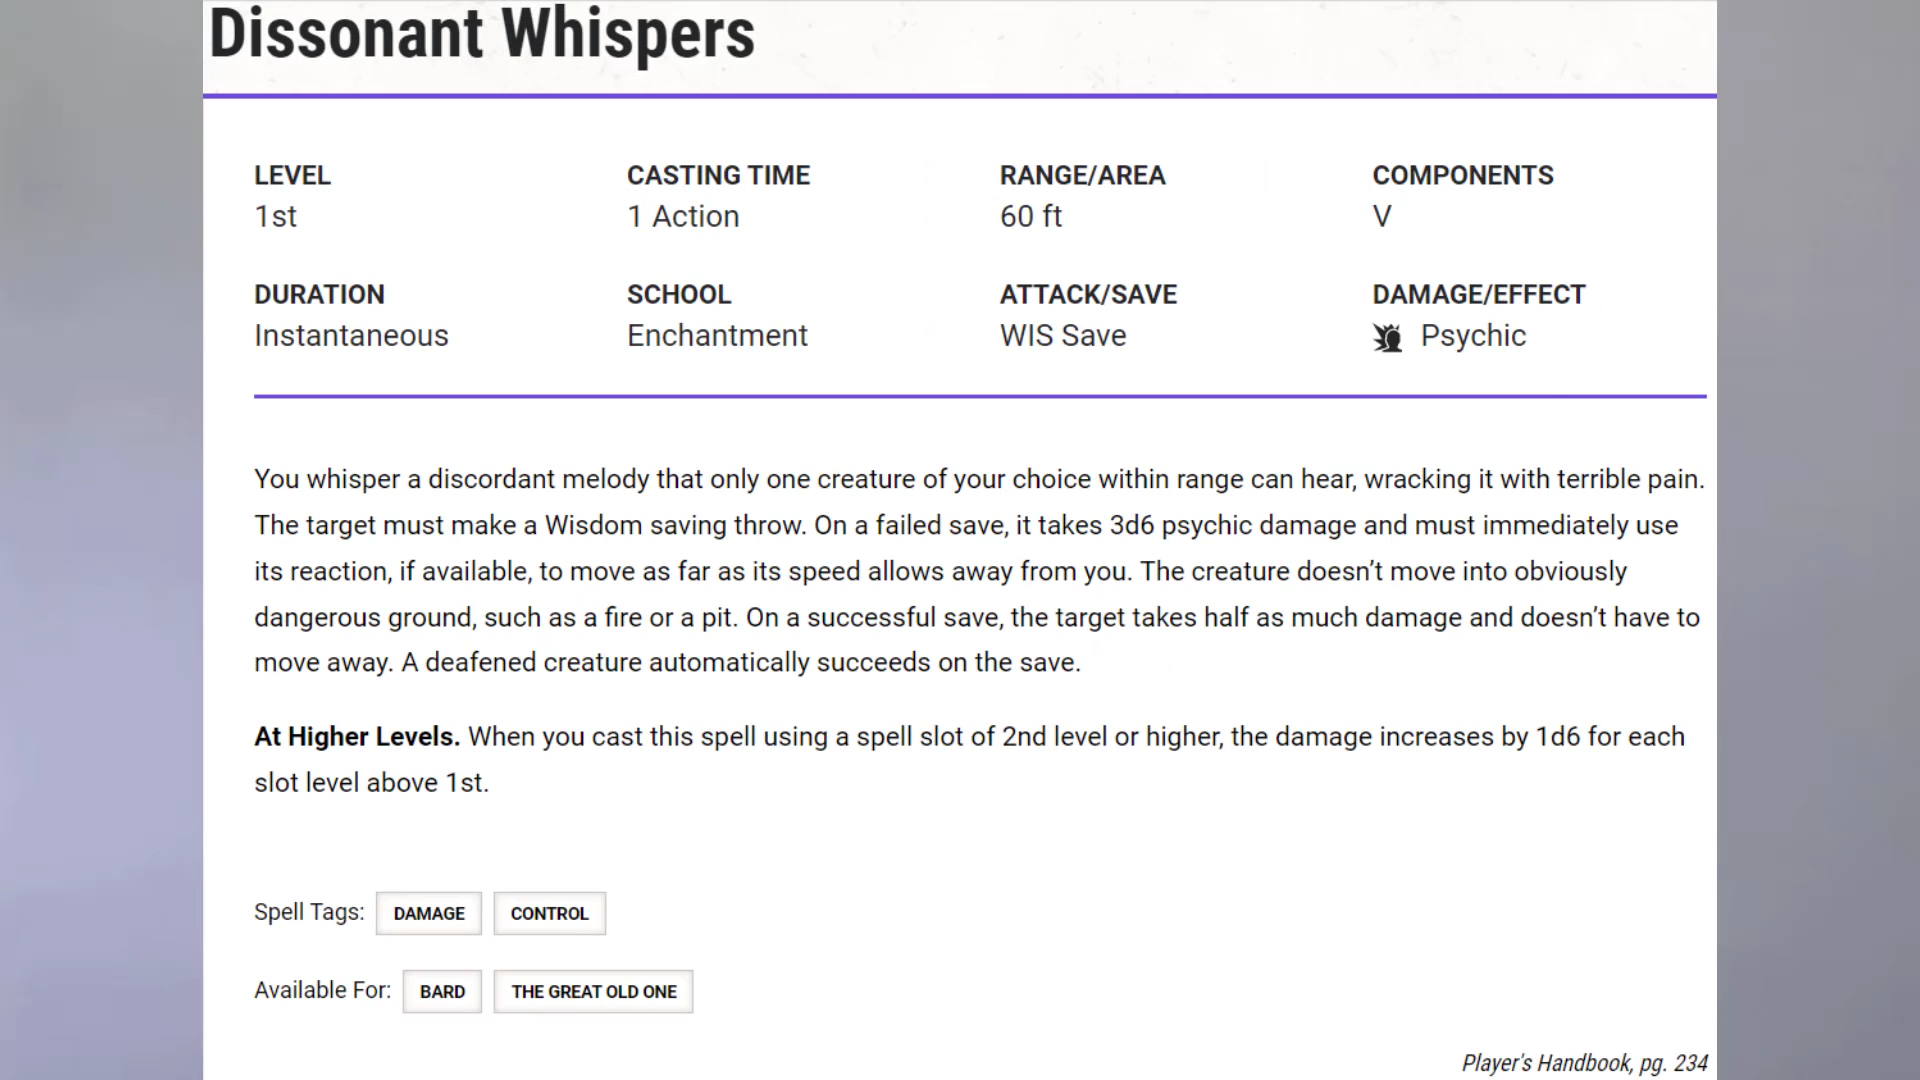 Dissonant Whispers
LEVEL
1st
CASTING TIME
1 Action
RANGE/AREA
60 ft
COMPONENTS
V
DURATION
Instantaneous
SCHOOL
Enchantment
ATTACK/SAVE
WIS Save
DAMAGE/EFFECT
Psychic
You whisper a discordant melody that only one creature of your choice within range can hear, wracking it with terrible pain.
The target must make a Wisdom saving throw. On a failed save, it takes 3d6 psychic damage and must immediately use
its reaction, if available, to move as far as its speed allows away from you. The creature doesn’t move into obviously
dangerous ground, such as a fire or a pit. On a successful save, the target takes half as much damage and doesn’t have to
move away. A deafened creature automatically succeeds on the save.
At Higher Levels. When you cast this spell using a spell slot of 2nd level or higher, the damage increases by 1d6 for each
slot level above 1st.
Spell Tags: DAMAGE CONTROL
Available For: BARD THE GREAT OLD ONE
Player's Handbook, pg. 234